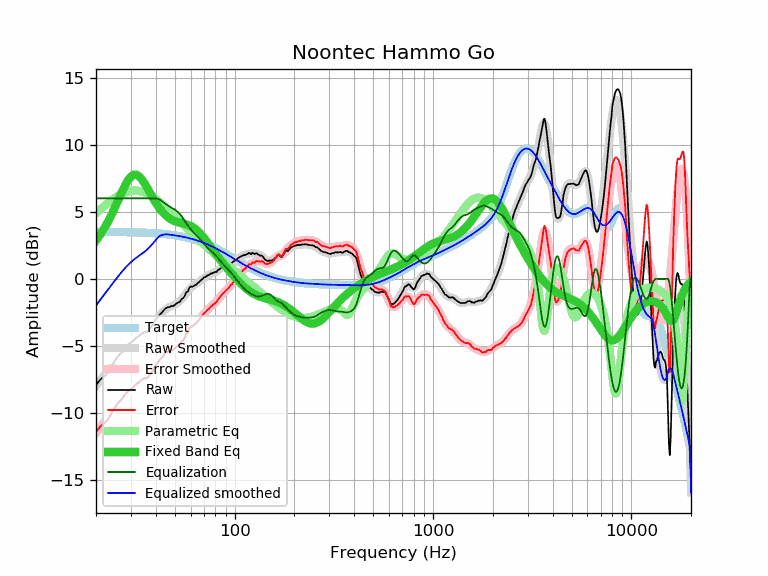 Noontec Hammo Go
Amplitude (dBr)
15
10
5
0
−5
−10
−15
Target
Raw Smoothed
Error Smoothed
Raw
Error
Parametric Eq
Fixed Band Eq
Equalization
Equalized smoothed
100
1000
10000
Frequency (Hz)